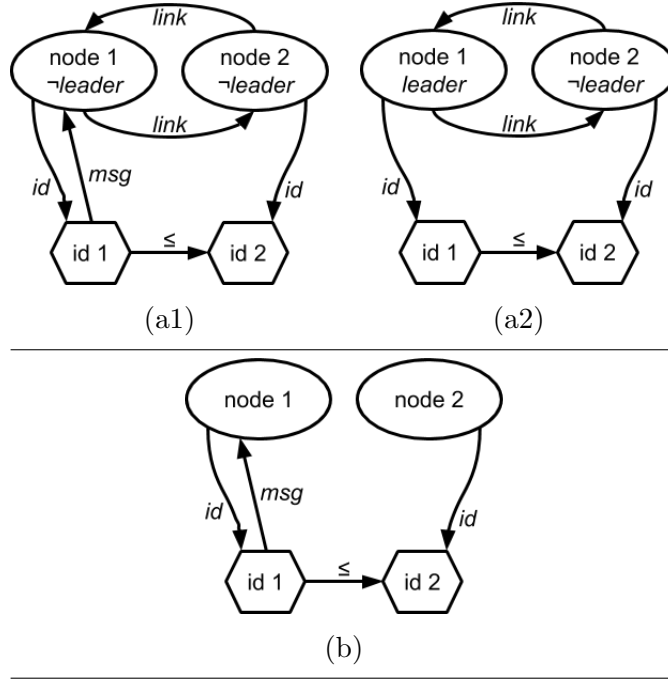 link link
node 1 node 2 node 1 node 2
¬leader ¬leader leader ¬leader
link link
msg
id id id id
≤ ≤
id 1 id 2 id 1 id 2
(a1) (a2)
node 1 node 2
msg
id id
≤
id 1 id 2
(b)